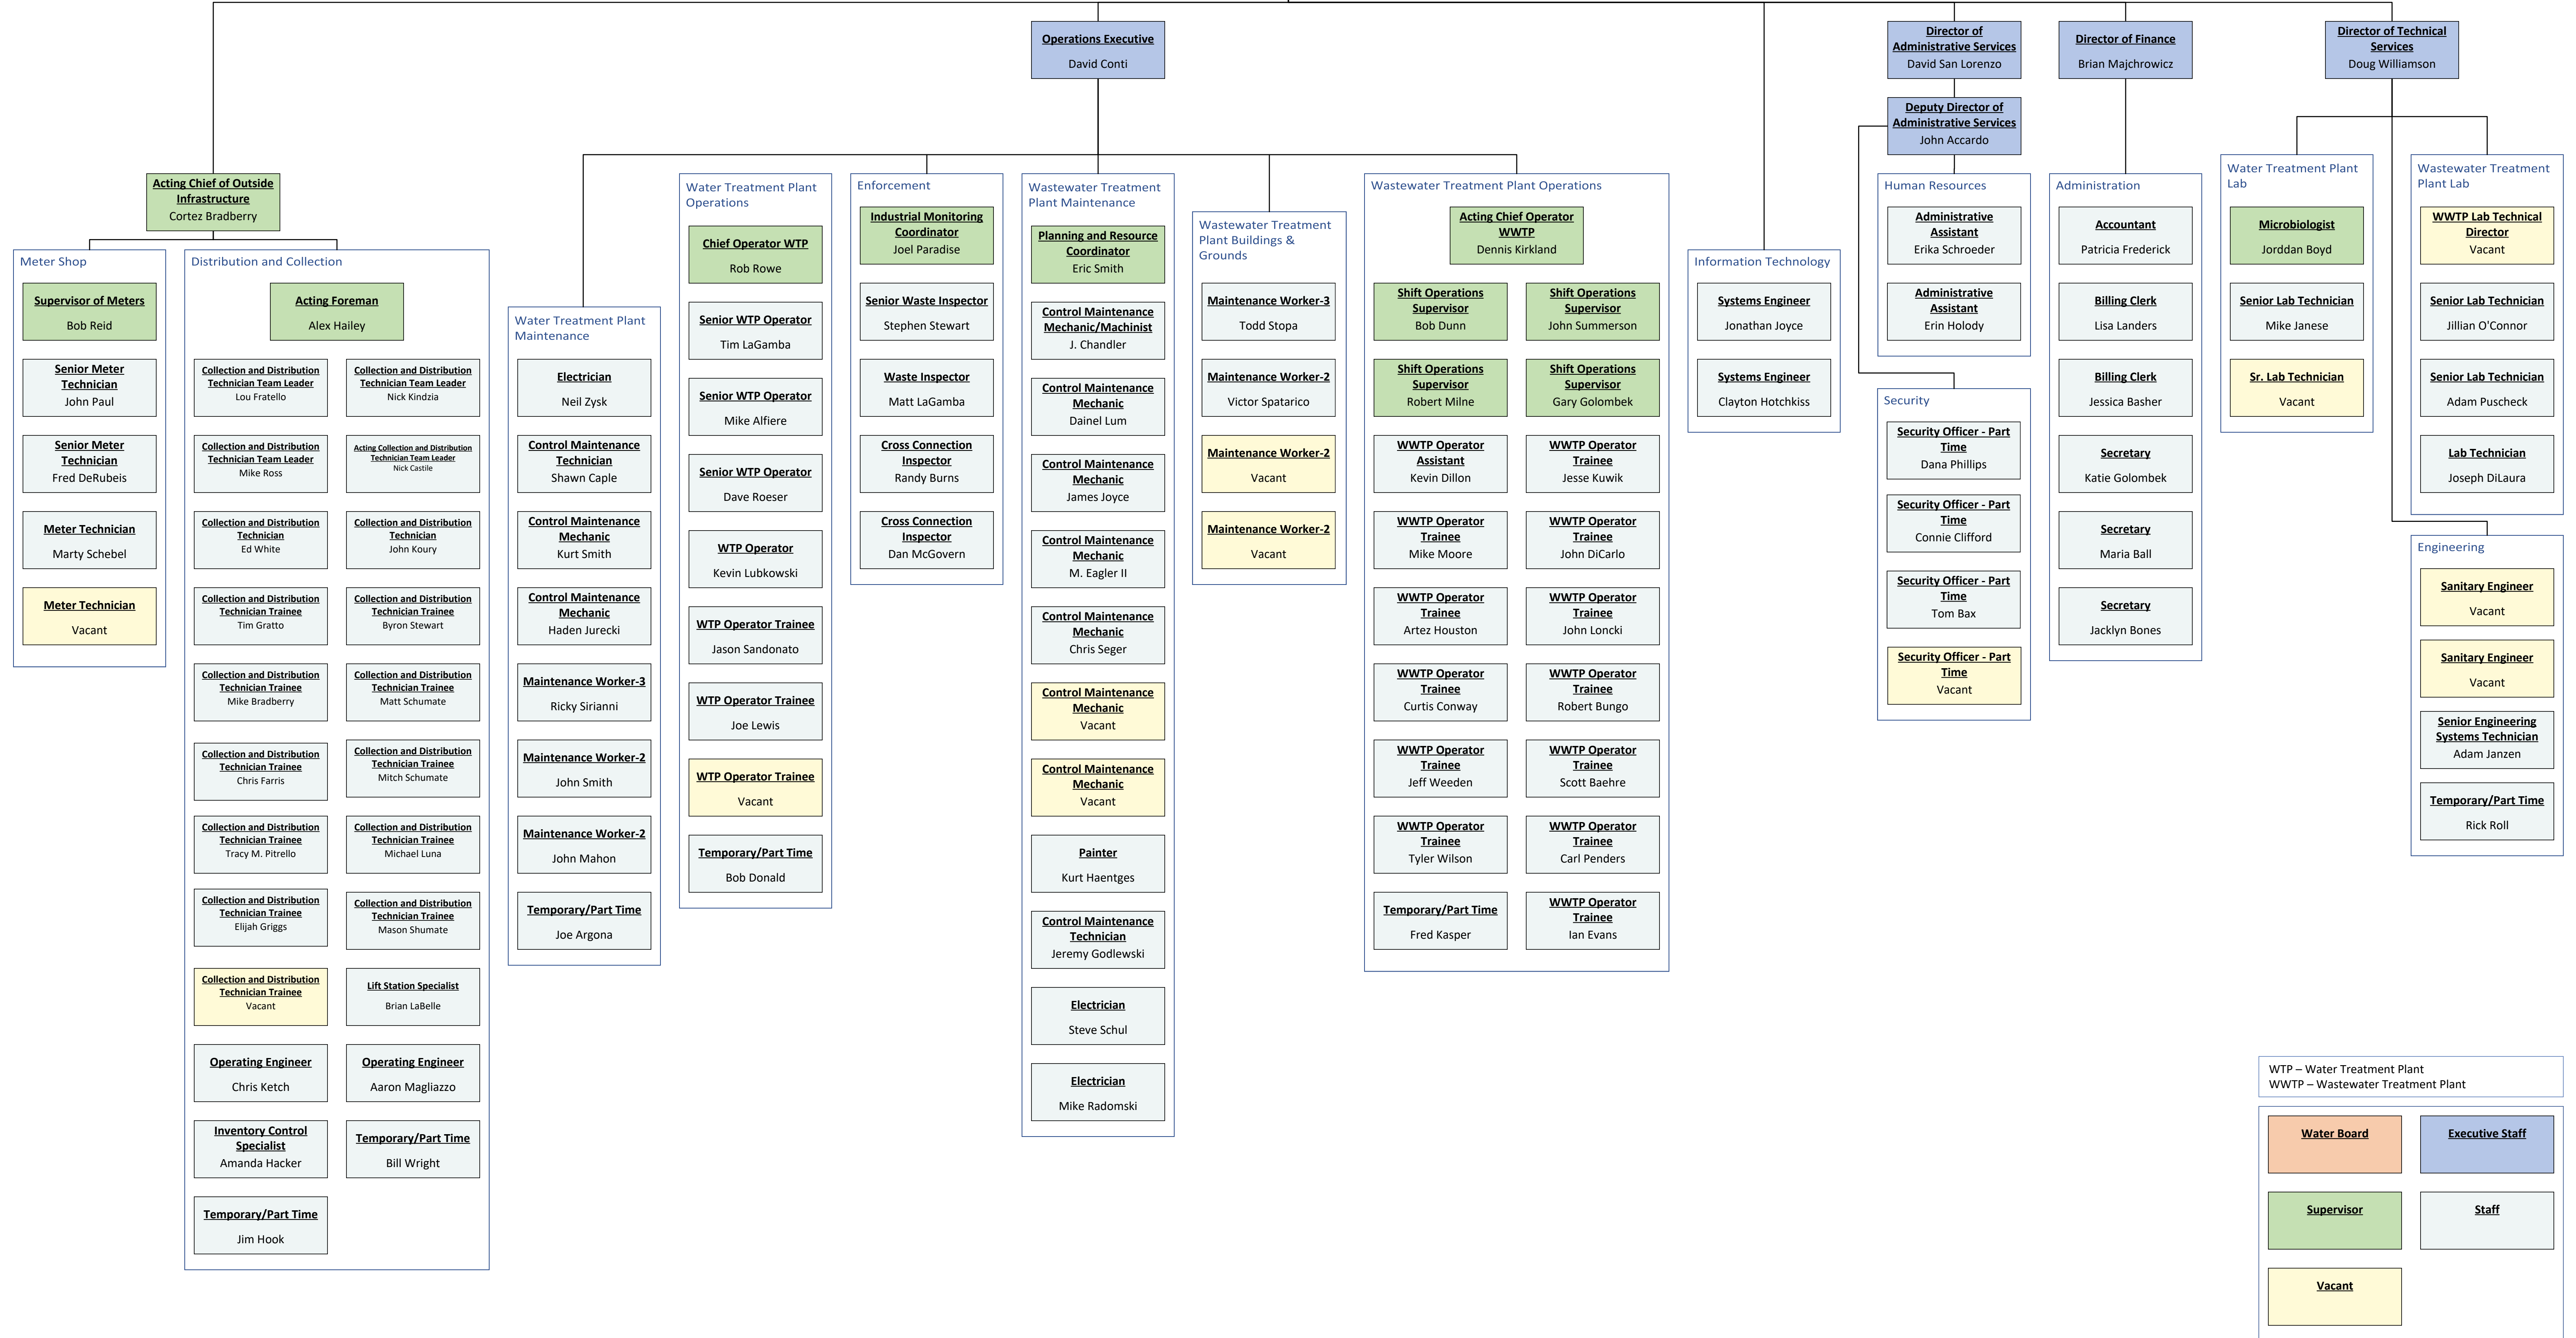 Operations Executive
David Conti
Director of
Administrative Services
David San Lorenzo
Director of Finance
Brian Majchrowicz
Director of Technical
Services
Doug Williamson
Deputy Director of
Administrative Services
John Accardo
Acting Chief of Outside
Infrastructure
Cortez Bradberry
Meter Shop
Supervisor of Meters
Bob Reid
Senior Meter
Technician
John Paul
Senior Meter
Technician
Fred DeRubeis
Meter Technician
Marty Schebel
Meter Technician
Vacant
Distribution and Collection
Acting Foreman
Alex Hailey
Collection and Distribution
Technician Team Leader
Lou Fratello
Collection and Distribution
Technician Team Leader
Nick Kindzia
Collection and Distribution
Technician Team Leader
Mike Ross
Acting Collection and Distribution
Technician Team Leader
Nick Castile
Collection and Distribution
Technician
Ed White
Collection and Distribution
Technician
John Koury
Collection and Distribution
Technician Trainee
Tim Gratto
Collection and Distribution
Technician Trainee
Byron Stewart
Collection and Distribution
Technician Trainee
Mike Bradberry
Collection and Distribution
Technician Trainee
Matt Schumate
Collection and Distribution
Technician Trainee
Chris Farris
Collection and Distribution
Technician Trainee
Mitch Schumate
Collection and Distribution
Technician Trainee
Tracy M. Pitrello
Collection and Distribution
Technician Trainee
Michael Luna
Collection and Distribution
Technician Trainee
Elijah Griggs
Collection and Distribution
Technician Trainee
Mason Shumate
Collection and Distribution
Technician Trainee
Vacant
Lift Station Specialist
Brian LaBelle
Operating Engineer
Chris Ketch
Operating Engineer
Aaron Magliazzo
Inventory Control
Specialist
Amanda Hacker
Temporary/Part Time
Bill Wright
Temporary/Part Time
Jim Hook
Water Treatment Plant
Maintenance
Electrician
Neil Zysk
Control Maintenance
Technician
Shawn Caple
Control Maintenance
Mechanic
Kurt Smith
Control Maintenance
Mechanic
Haden Jurecki
Maintenance Worker-3
Ricky Sirianni
Maintenance Worker-2
John Smith
Maintenance Worker-2
John Mahon
Temporary/Part Time
Joe Argona
Water Treatment Plant
Operations
Chief Operator WTP
Rob Rowe
Senior WTP Operator
Tim LaGamba
Senior WTP Operator
Mike Alfiere
Senior WTP Operator
Dave Roeser
WTP Operator
Kevin Lubkowski
WTP Operator Trainee
Jason Sandonato
WTP Operator Trainee
Joe Lewis
WTP Operator Trainee
Vacant
Temporary/Part Time
Bob Donald
Enforcement
Industrial Monitoring
Coordinator
Joel Paradise
Senior Waste Inspector
Stephen Stewart
Waste Inspector
Matt LaGamba
Cross Connection
Inspector
Randy Burns
Cross Connection
Inspector
Dan McGovern
Wastewater Treatment
Plant Maintenance
Planning and Resource
Coordinator
Eric Smith
Control Maintenance
Mechanic/Machinist
J. Chandler
Control Maintenance
Mechanic
Dainel Lum
Control Maintenance
Mechanic
James Joyce
Control Maintenance
Mechanic
M. Eagler II
Control Maintenance
Mechanic
Chris Seger
Control Maintenance
Mechanic
Vacant
Control Maintenance
Mechanic
Vacant
Painter
Kurt Haentges
Control Maintenance
Technician
Jeremy Godlewski
Electrician
Steve Schul
Electrician
Mike Radomski
Wastewater Treatment
Plant Buildings &
Grounds
Maintenance Worker-3
Todd Stopa
Maintenance Worker-2
Victor Spatarico
Maintenance Worker-2
Vacant
Maintenance Worker-2
Vacant
Wastewater Treatment Plant Operations
Acting Chief Operator
WWTP
Dennis Kirkland
Shift Operations
Supervisor
Bob Dunn
Shift Operations
Supervisor
John Summerson
Shift Operations
Supervisor
Robert Milne
Shift Operations
Supervisor
Gary Golombek
WWTP Operator
Assistant
Kevin Dillon
WWTP Operator
Trainee
Jesse Kuwik
WWTP Operator
Trainee
Mike Moore
WWTP Operator
Trainee
John DiCarlo
WWTP Operator
Trainee
Artez Houston
WWTP Operator
Trainee
John Loncki
WWTP Operator
Trainee
Curtis Conway
WWTP Operator
Trainee
Robert Bungo
WWTP Operator
Trainee
Jeff Weeden
WWTP Operator
Trainee
Scott Baehre
WWTP Operator
Trainee
Tyler Wilson
WWTP Operator
Trainee
Carl Penders
Temporary/Part Time
Fred Kasper
WWTP Operator
Trainee
Ian Evans
Information Technology
Systems Engineer
Jonathan Joyce
Systems Engineer
Clayton Hotchkiss
Human Resources
Administrative
Assistant
Erika Schroeder
Administrative
Assistant
Erin Holody
Security
Security Officer - Part
Time
Dana Phillips
Security Officer - Part
Time
Connie Clifford
Security Officer - Part
Time
Tom Bax
Security Officer - Part
Time
Vacant
Administration
Accountant
Patricia Frederick
Billing Clerk
Lisa Landers
Billing Clerk
Jessica Basher
Secretary
Katie Golombek
Secretary
Maria Ball
Secretary
Jacklyn Bones
Water Treatment Plant
Lab
Microbiologist
Jorddan Boyd
Senior Lab Technician
Mike Janese
Sr. Lab Technician
Vacant
Wastewater Treatment
Plant Lab
WWTP Lab Technical
Director
Vacant
Senior Lab Technician
Jillian O'Connor
Senior Lab Technician
Adam Puscheck
Lab Technician
Joseph DiLaura
Engineering
Sanitary Engineer
Vacant
Sanitary Engineer
Vacant
Senior Engineering
Systems Technician
Adam Janzen
Temporary/Part Time
Rick Roll
WTP – Water Treatment Plant
WWTP – Wastewater Treatment Plant
Water Board
Executive Staff
Supervisor
Staff
Vacant